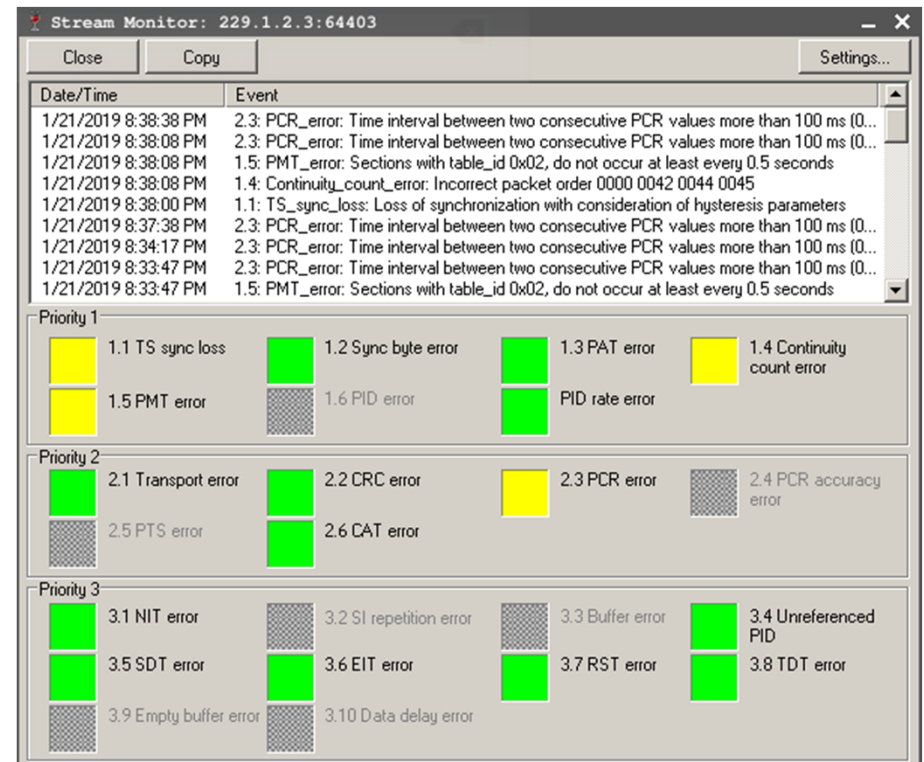 Stream Monitor: 229.1.2.3:64403
Close Copy Settings...
Date/Time Event
1/21/2019 8:38:38 PM 2.3: PCR_error: Time interval between two consecutive PCR values more than 100 ms (0...
1/21/2019 8:38:08 PM 2.3: PCR_error: Time interval between two consecutive PCR values more than 100 ms (0...
1/21/2019 8:38:08 PM 1.5: PMT_error: Sections with table_id 0x02, do not occur at least every 0.5 seconds
1/21/2019 8:38:08 PM 1.4: Continuity_count_error: Incorrect packet order 0000 0042 0044 0045
1/21/2019 8:38:00 PM 1.1: TS_sync_loss: Loss of synchronization with consideration of hysteresis parameters
1/21/2019 8:37:38 PM 2.3: PCR_error: Time interval between two consecutive PCR values more than 100 ms (0...
1/21/2019 8:34:17 PM 2.3: PCR_error: Time interval between two consecutive PCR values more than 100 ms (0...
1/21/2019 8:33:47 PM 2.3: PCR_error: Time interval between two consecutive PCR values more than 100 ms (0...
1/21/2019 8:33:47 PM 1.5: PMT_error: Sections with table_id 0x02, do not occur at least every 0.5 seconds
Priority 1
1.1 TS sync loss
1.2 Sync byte error
1.3 PAT error
1.4 Continuity
count error
1.5 PMT error
1.6 PID error
PID rate error
Priority 2
2.1 Transport error
2.2 CRC error
2.3 PCR error
2.4 PCR accuracy
error
2.5 PTS error
2.6 CAT error
Priority 3
3.1 NIT error
3.2 SI repetition error
3.3 Buffer error
3.4 Unreferenced
PID
3.5 SDT error
3.6 EIT error
3.7 RST error
3.8 TDT error
3.9 Empty buffer error
3.10 Data delay error